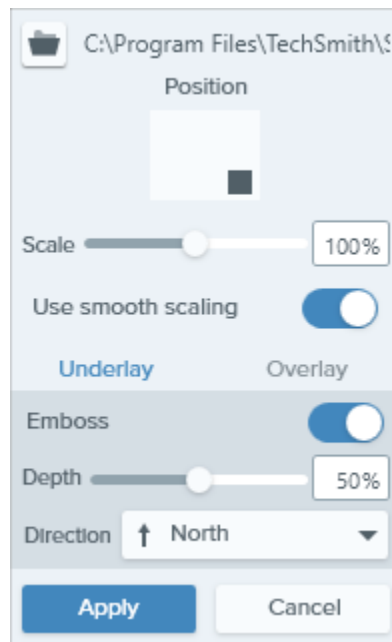 C:\Program Files\TechSmith\
Position
Scale 100%
Use smooth scaling
Underlay Overlay
Emboss
Depth 50%
Direction North
Apply Cancel